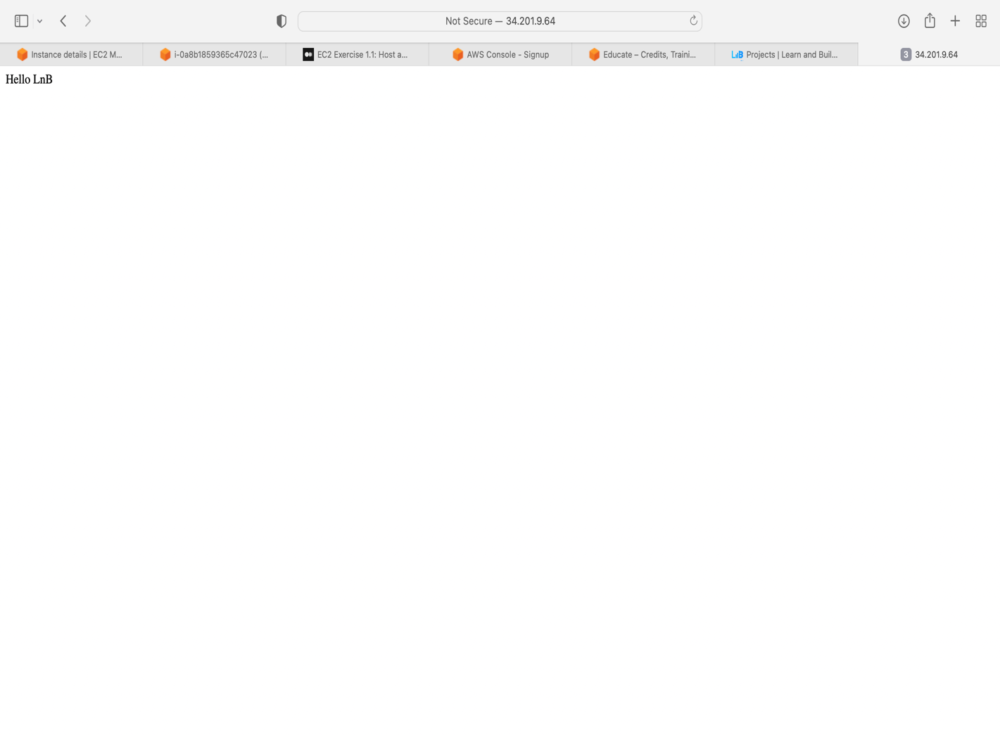 Not Secure — 34.201.9.64
Instance details | EC2 M...
i-0a8b1859365c47023 (...
EC2 Exercise 1.1: Host a...
AWS Console - Signup
Educate – Credits, Traini...
LnB Projects | Learn and Buil...
3 34.201.9.64
Hello LnB